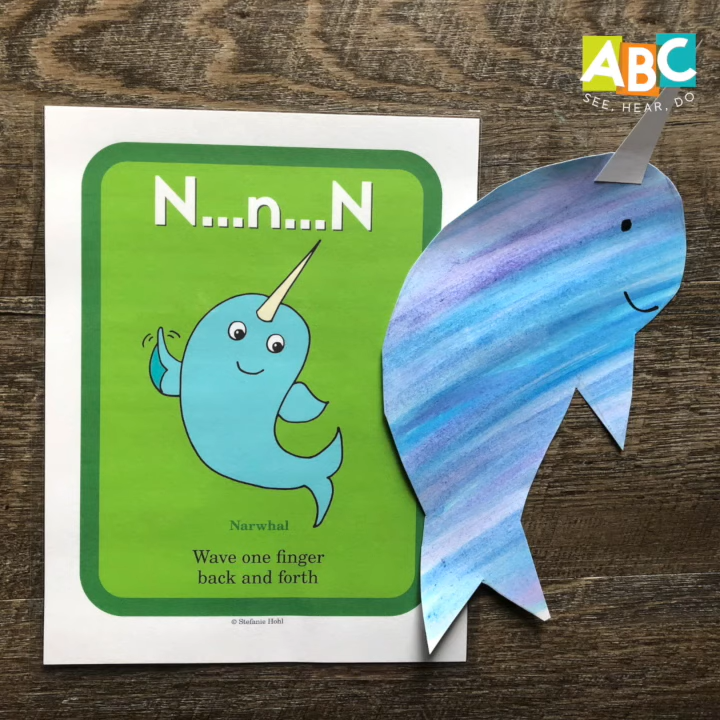 ABC
SEE, HEAR, DO
N...n...N
Narwhal
Wave one finger
back and forth
© Stefanie Hohl